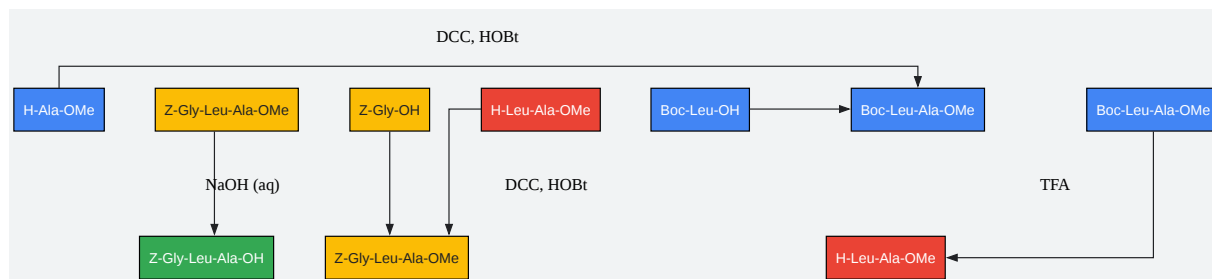 DCC, HOBt
H-Ala-OMe
Z-Gly-Leu-Ala-OMe
Z-Gly-OH
H-Leu-Ala-OMe
Boc-Leu-OH
Boc-Leu-Ala-OMe
Boc-Leu-Ala-OMe
NaOH (aq)
DCC, HOBt
TFA
Z-Gly-Leu-Ala-OH
Z-Gly-Leu-Ala-OMe
H-Leu-Ala-OMe